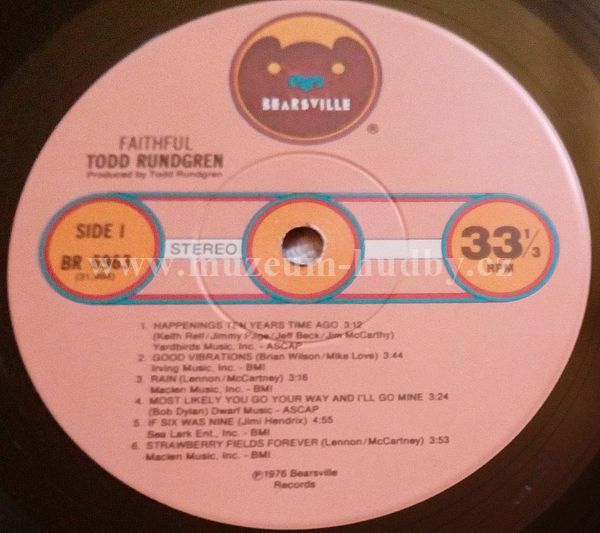 BEARSVILLE
®
FAITHFUL
TODD RUNDGREN
Produced by Todd Rundgren
SIDE 1
STEREO
BR 6963
33 1/3
RPM
www.muzeum-hudby.cz
1. HAPPENINGS TEN YEARS TIME AGO 3:12
(Keith Relf/Jimmy Page/Jeff Beck/Jim McCarthy)
Yardbirds Music, Inc. - ASCAP
2. GOOD VIBRATIONS (Brian Wilson/Mike Love) 3:44
Irving Music, Inc. - BMI
3. RAIN (Lennon/McCartney) 3:16
Maclen Music, Inc. - BMI
4. MOST LIKELY YOU GO YOUR WAY AND I'LL GO MINE 3:24
(Bob Dylan) Dwarf Music - ASCAP
5. IF SIX WAS NINE (Jimi Hendrix) 4:55
Sea Lark Ent., Inc. - BMI
6. STRAWBERRY FIELDS FOREVER (Lennon/McCartney) 3:53
Maclen Music, Inc. - BMI
℗1976 Bearsville
Records